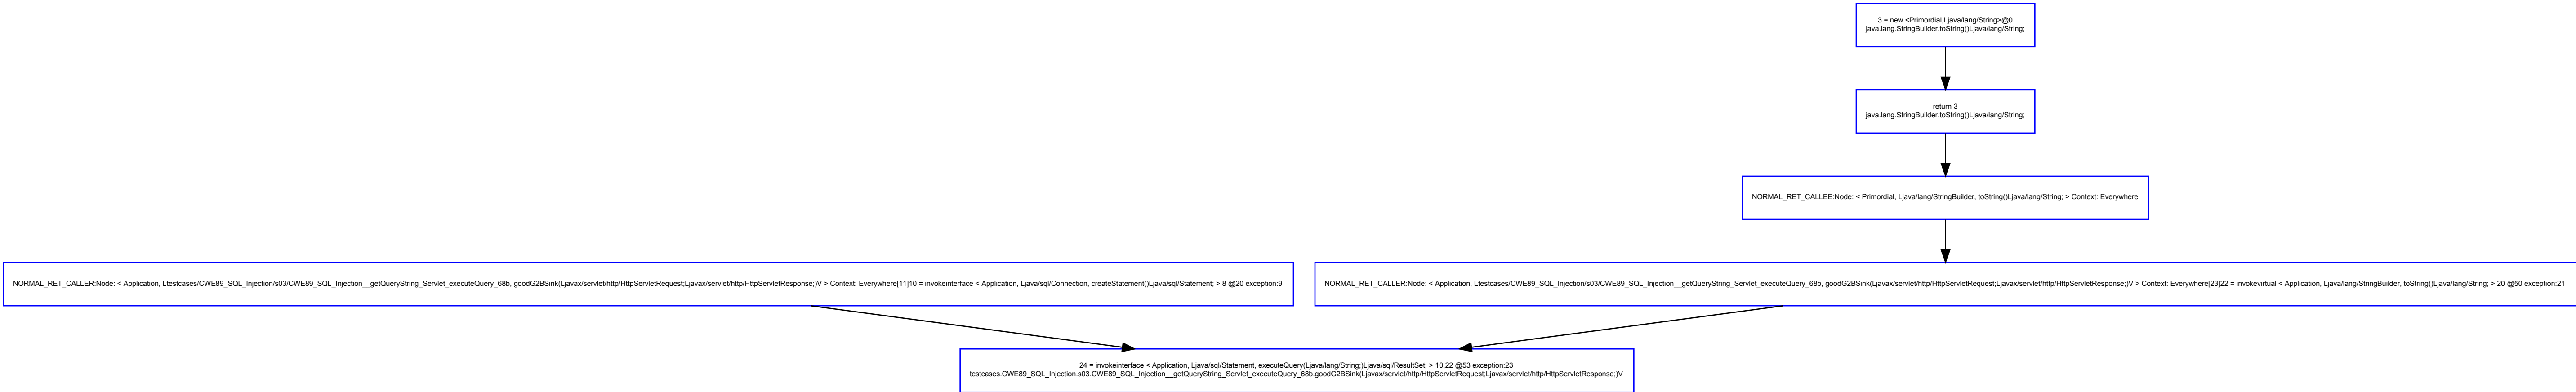 3 = new <Primordial,Ljava/lang/String>@0
java.lang.StringBuilder.toString()Ljava/lang/String;
return 3
java.lang.StringBuilder.toString()Ljava/lang/String;
NORMAL_RET_CALLEE:Node: < Primordial, Ljava/lang/StringBuilder, toString()Ljava/lang/String; > Context: Everywhere
NORMAL_RET_CALLER:Node: < Application, Ltestcases/CWE89_SQL_Injection/s03/CWE89_SQL_Injection__getQueryString_Servlet_executeQuery_68b, goodG2BSink(Ljavax/servlet/http/HttpServletRequest;Ljavax/servlet/http/HttpServletResponse;)V > Context: Everywhere[11]10 = invokeinterface < Application, Ljava/sql/Connection, createStatement()Ljava/sql/Statement; > 8 @20 exception:9
NORMAL_RET_CALLER:Node: < Application, Ltestcases/CWE89_SQL_Injection/s03/CWE89_SQL_Injection__getQueryString_Servlet_executeQuery_68b, goodG2BSink(Ljavax/servlet/http/HttpServletRequest;Ljavax/servlet/http/HttpServletResponse;)V > Context: Everywhere[23]22 = invokevirtual < Application, Ljava/lang/StringBuilder, toString()Ljava/lang/String; > 20 @50 exception:21
24 = invokeinterface < Application, Ljava/sql/Statement, executeQuery(Ljava/lang/String;)Ljava/sql/ResultSet; > 10,22 @53 exception:23
testcases.CWE89_SQL_Injection.s03.CWE89_SQL_Injection__getQueryString_Servlet_executeQuery_68b.goodG2BSink(Ljavax/servlet/http/HttpServletRequest;Ljavax/servlet/http/HttpServletResponse;)V